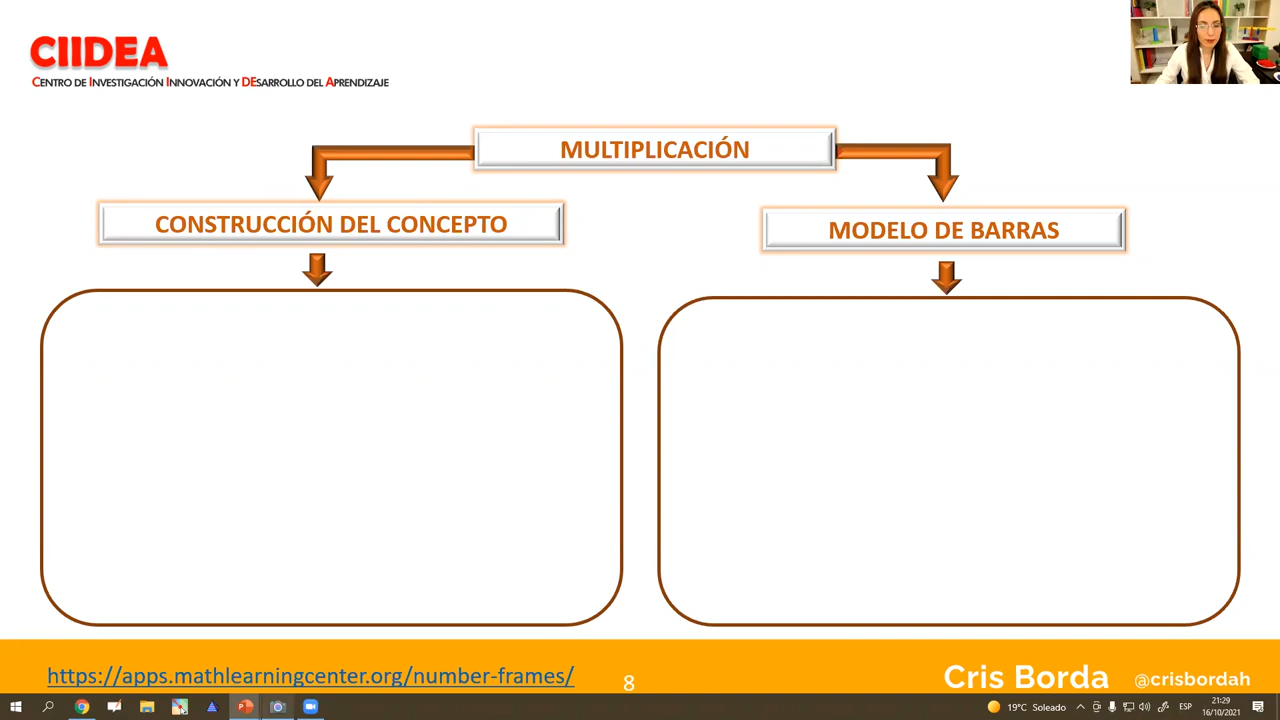 CIIDEA
CENTRO DE INVESTIGACIÓN INNOVACIÓN Y DESARROLLO DEL APRENDIZAJE
MULTIPLICACIÓN
CONSTRUCCIÓN DEL CONCEPTO
MODELO DE BARRAS
https://apps.mathlearningcenter.org/number-frames/
8
Cris Borda @crisbordah
19°C Soleado
ESP
21:29
16/10/2021